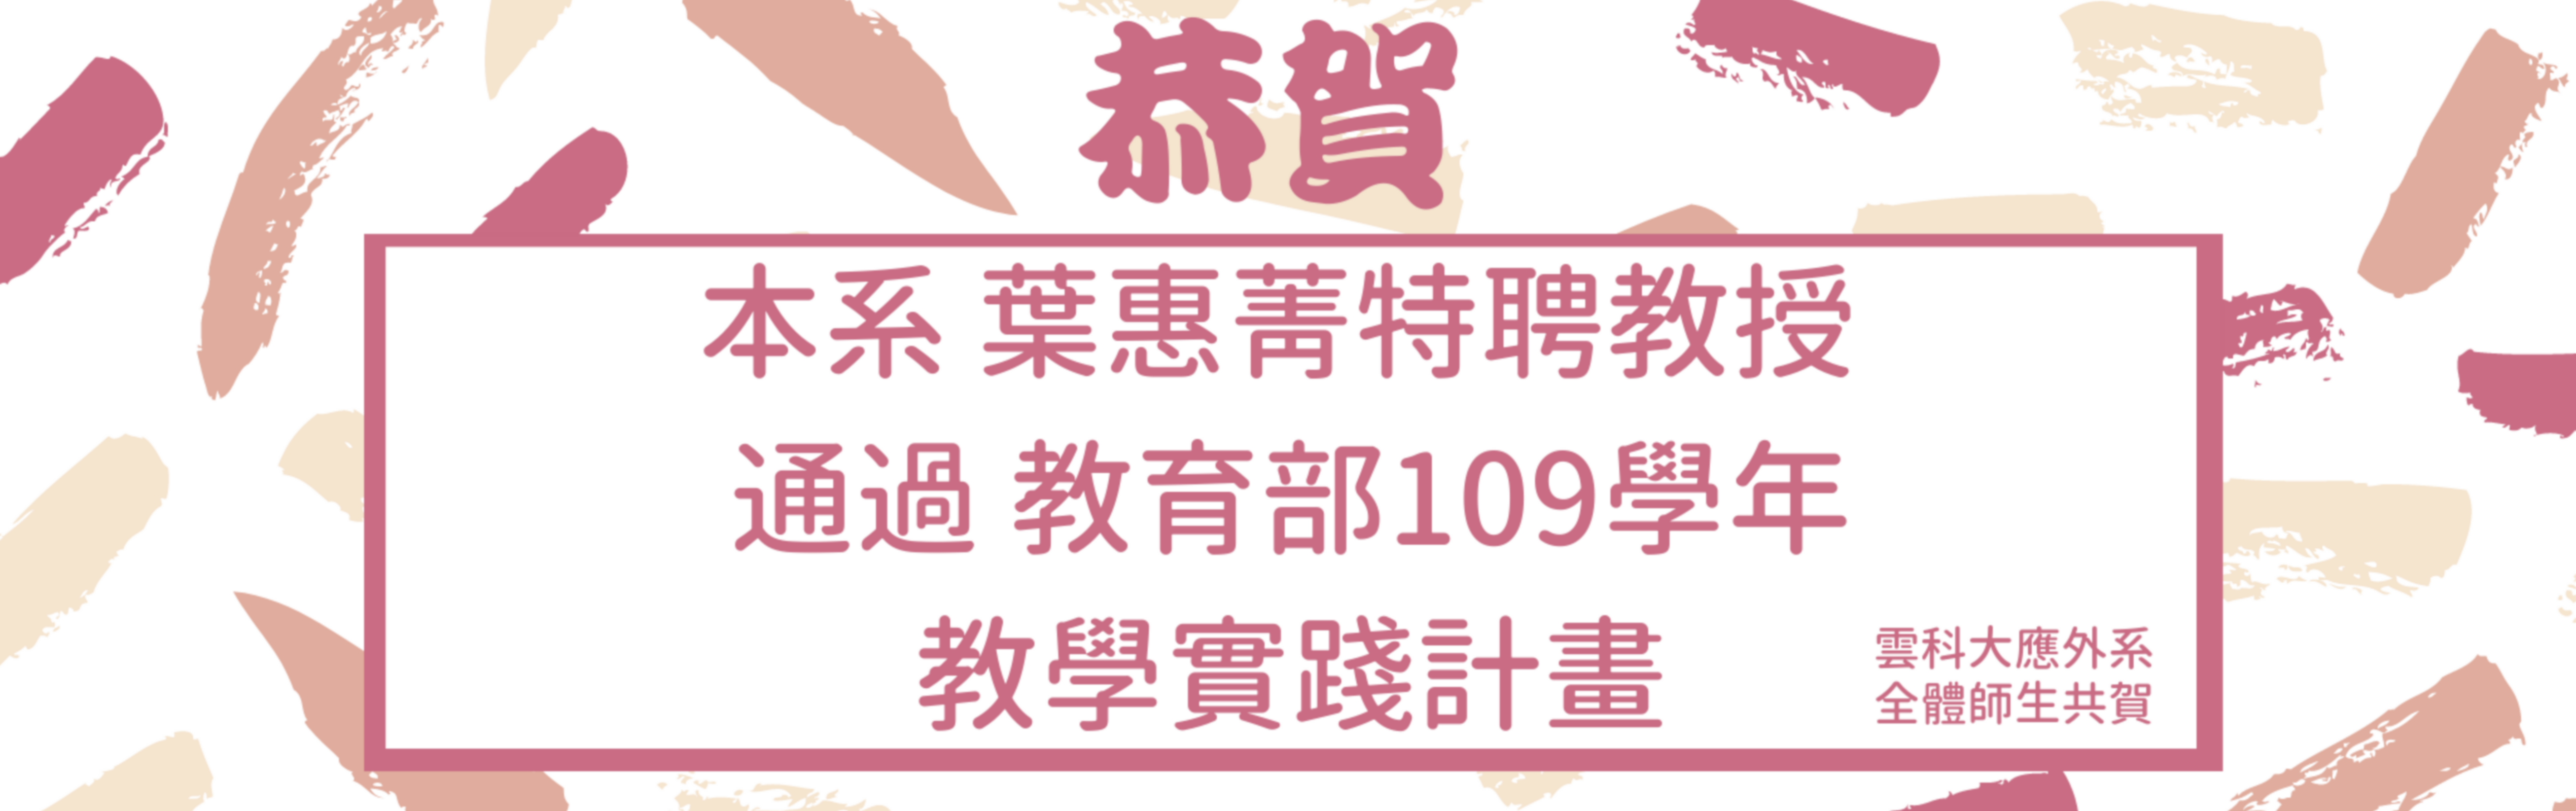 恭賀
本系 葉惠菁特聘教授
通過 教育部109學年
教學實踐計畫
雲科大應外系
全體師生共賀